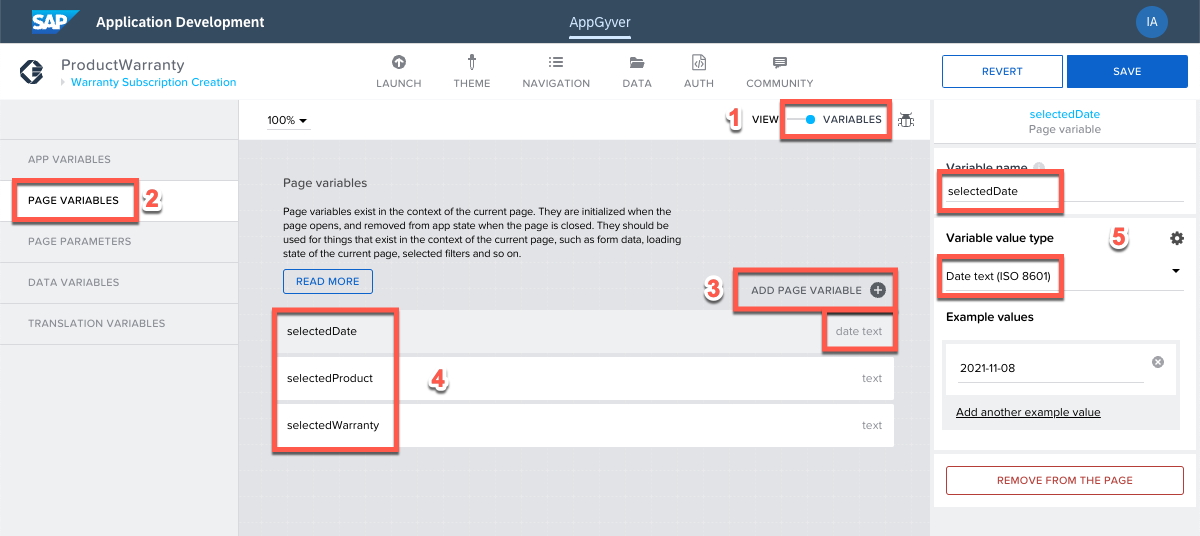 SAP Application Development
AppGyver
IA
ProductWarranty
Warranty Subscription Creation
LAUNCH
THEME
NAVIGATION
DATA
AUTH
COMMUNITY
REVERT
SAVE
100%
1
VIEW
VARIABLES
APP VARIABLES
PAGE VARIABLES
2
PAGE PARAMETERS
DATA VARIABLES
TRANSLATION VARIABLES
Page variables
Page variables exist in the context of the current page. They are initialized when the
page opens, and removed from app state when the page is closed. They should be
used for things that exist in the context of the current page, such as form data, loading
state of the current page, selected filters and so on.
READ MORE
3
ADD PAGE VARIABLE
selectedDate
date text
selectedProduct
4
text
selectedWarranty
text
selectedDate
Page variable
Variable name
selectedDate
Variable value type
5
Date text (ISO 8601)
Example values
2021-11-08
Add another example value
REMOVE FROM THE PAGE